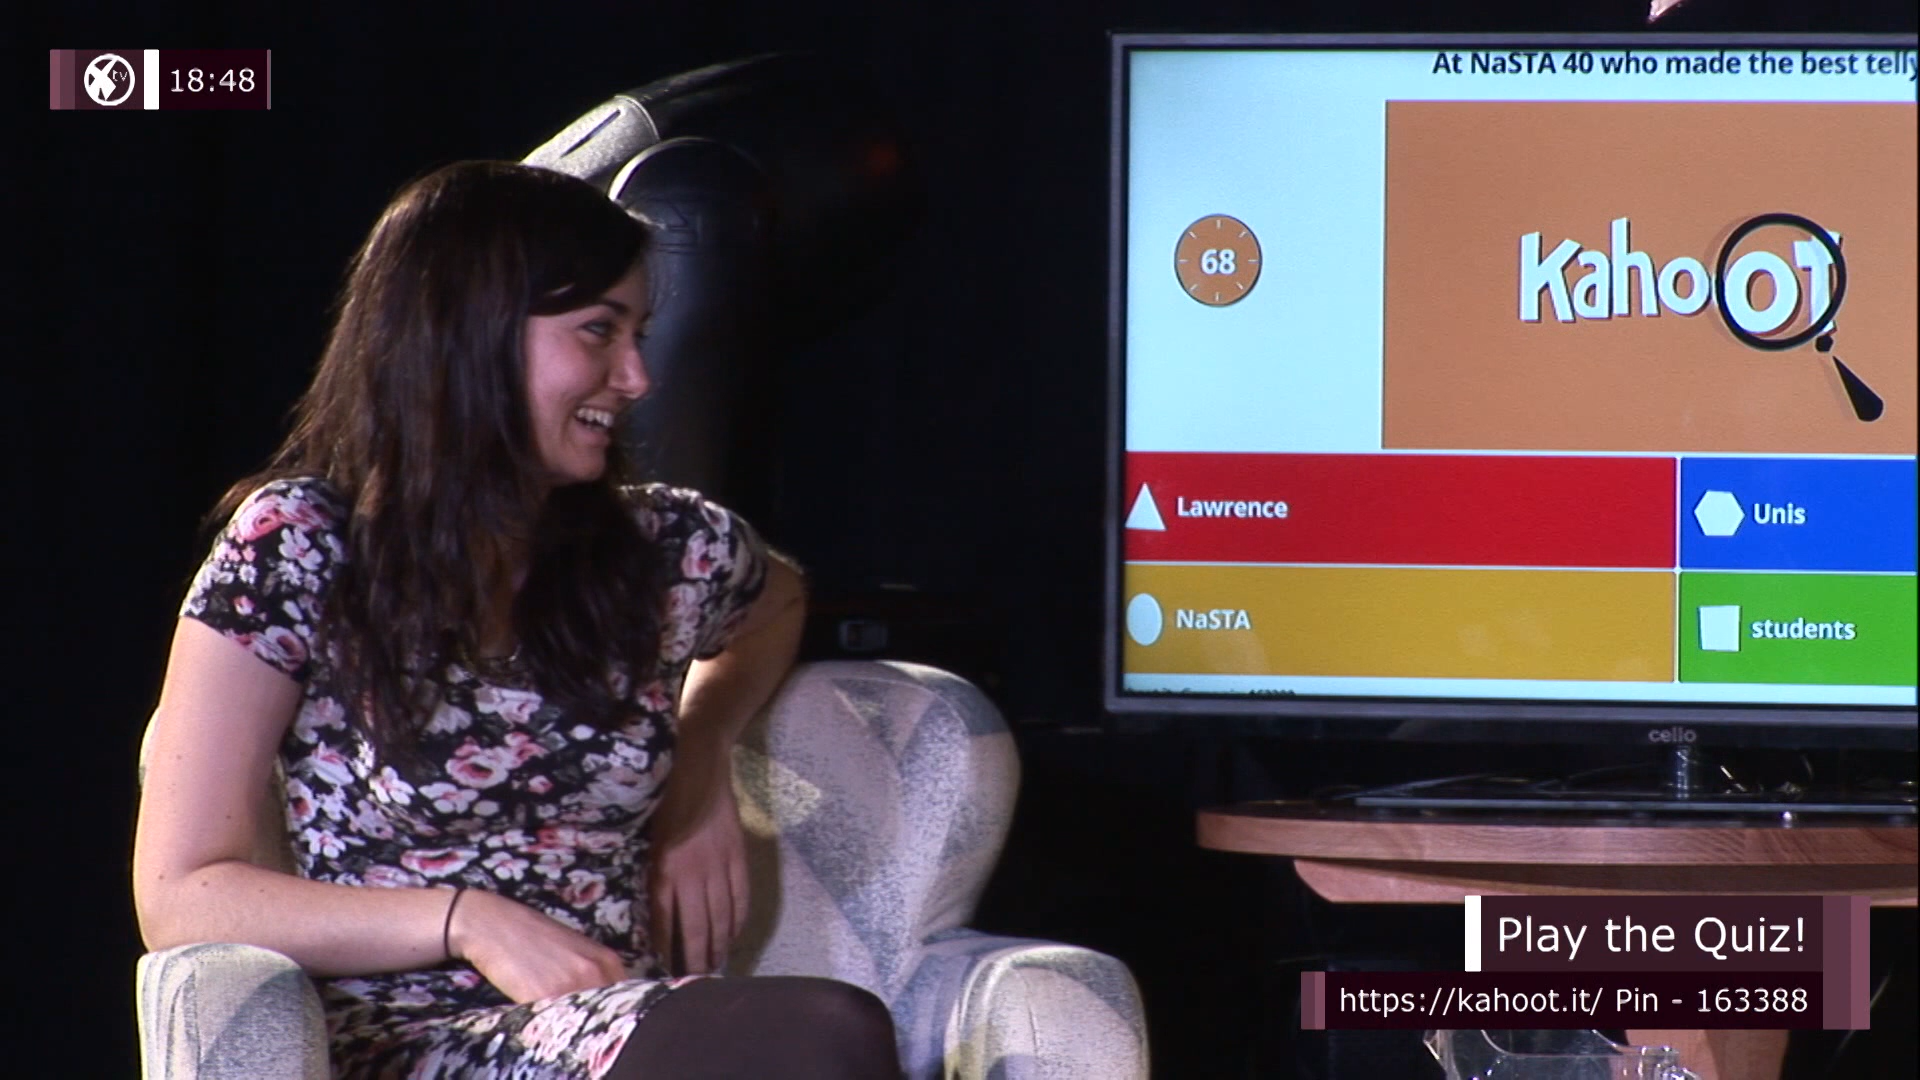 tv
18:48
At NaSTA 40 who made the best telly
68
Kahoot
Lawrence
Unis
NaSTA
students
cello
Play the Quiz!
https://kahoot.it/ Pin - 163388